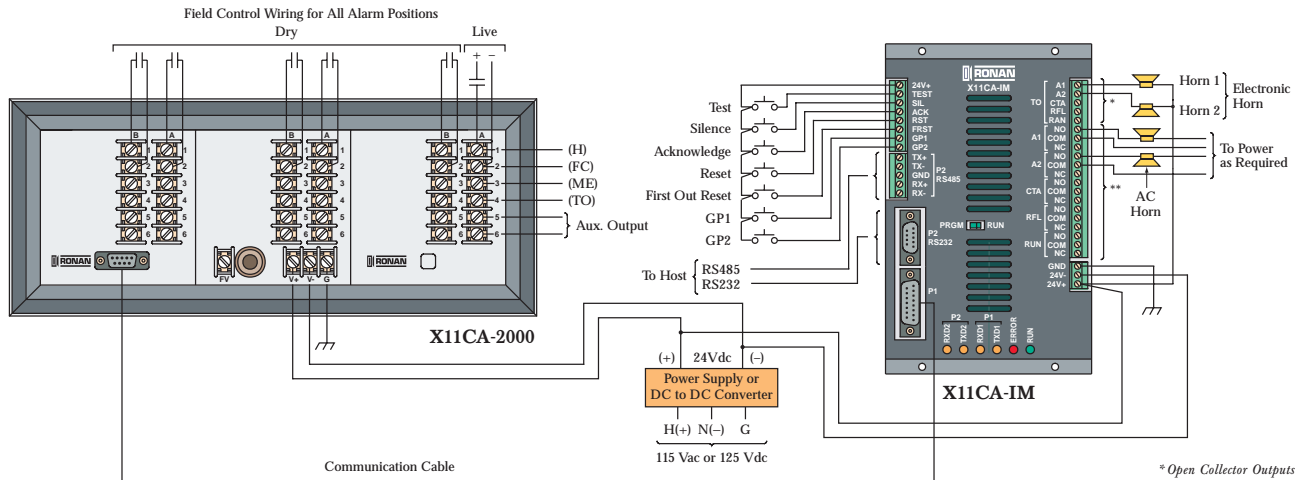 Field Control Wiring for All Alarm Positions
Dry
Live
+ −
B A
B A
B A
1 1
2 2
3 3
4 4
5 5
6 6
1 1
2 2
3 3
4 4
5 5
6 6
1 1
2 2
3 3
4 4
5 5
6 6
(H)
(FC)
(ME)
(TO)
Aux. Output
RONAN
FV
V+ V- G
RONAN
X11CA-2000
Communication Cable
(+) 24Vdc (−)
Power Supply or
DC to DC Converter
H(+) N(−) G
115 Vac or 125 Vdc
Test
Silence
Acknowledge
Reset
First Out Reset
GP1
GP2
To Host
RS485
RS232
RONAN
X11CA-IM
24V+
TEST
SIL
ACK
RST
FRST
GP1
GP2
TX+
TX-
GND
RX+
RX-
P2
RS485
P2
RS232
P1
PRGM RUN
P2 P1
RXD2
TXD2
RXD1
TXD1
ERROR
RUN
TO
A1
A2
CTA
RFL
RAN
A1
NO
COM
NC
A2
NO
COM
NC
CTA
NO
COM
NC
RFL
NO
COM
NC
RUN
NO
COM
NC
GND
24V-
24V+
*
**
X11CA-IM
Horn 1
Horn 2
Electronic
Horn
To Power
as Required
AC
Horn
*Open Collector Outputs